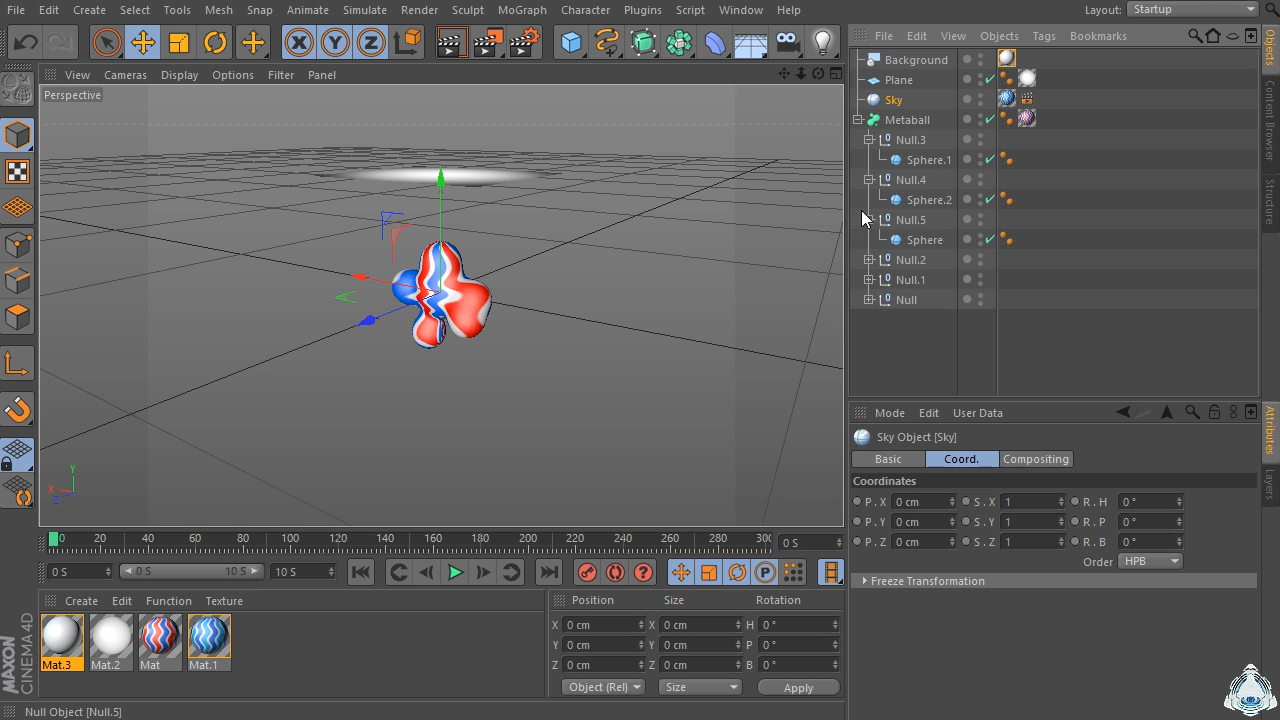 File Edit Create Select Tools Mesh Snap Animate Simulate Render Sculpt MoGraph Character Plugins Script Window Help Layout: Startup
File Edit View Objects Tags Bookmarks
View Cameras Display Options Filter Panel
Perspective
Background
Plane
Sky
Metaball
Null.3
Sphere.1
Null.4
Sphere.2
Null.5
Sphere
Null.2
Null.1
Null
Objects
Content Browser
Structure
Mode Edit User Data
Sky Object [Sky]
Basic Coord. Compositing
Coordinates
P . X 0 cm S . X 1 R . H 0 °
P . Y 0 cm S . Y 1 R . P 0 °
P . Z 0 cm S . Z 1 R . B 0 °
Order HPB
Freeze Transformation
Attributes
Layers
Y
X
Z
0 20 40 60 80 100 120 140 160 180 200 220 240 260 280 300 0 S
0 S 0 S 10 S 10 S
Create Edit Function Texture
Mat.3 Mat.2 Mat Mat.1
Position Size Rotation
X 0 cm X 0 cm H 0 °
Y 0 cm Y 0 cm P 0 °
Z 0 cm Z 0 cm B 0 °
Object (Rel) Size Apply
MAXON
CINEMA 4D
Null Object [Null.5]